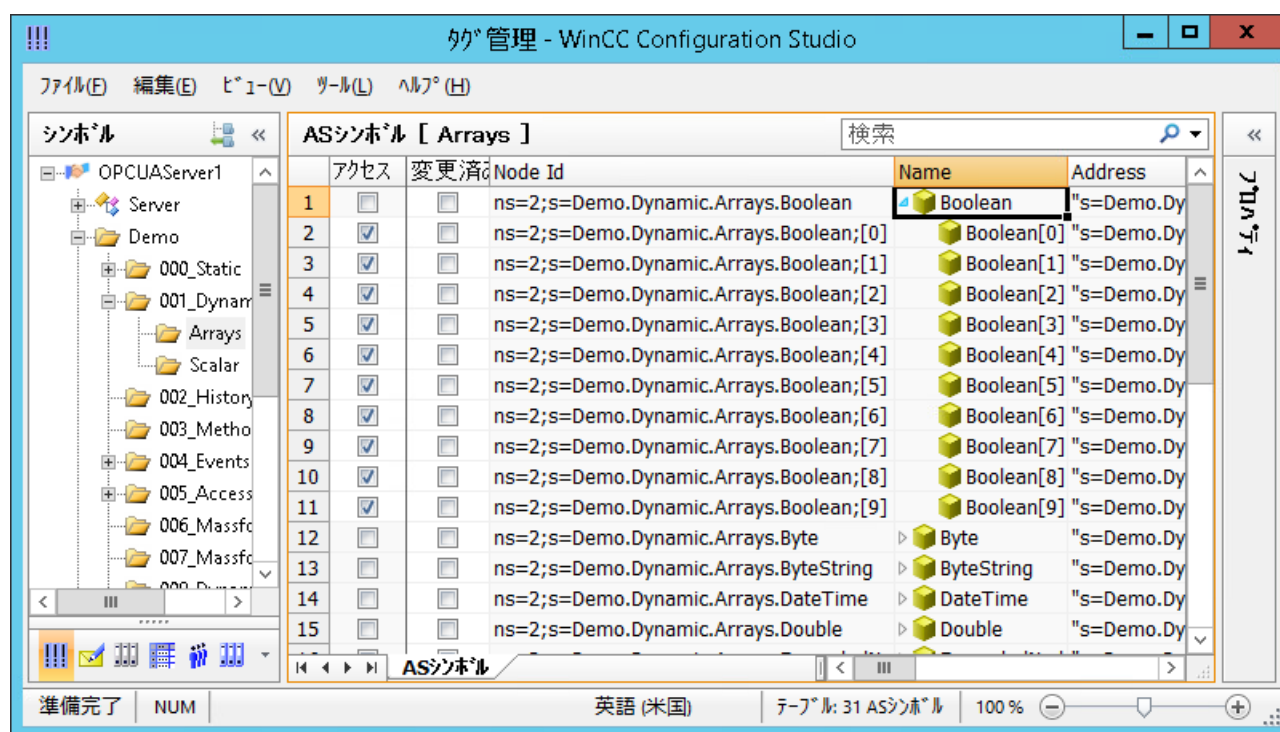 ﾀｸﾞ管理 - WinCC Configuration Studio
ﾌｧｲﾙ(F) 編集(E) ﾋﾞｭｰ(V) ﾂｰﾙ(L) ﾍﾙﾌﾟ(H)
シンボル
OPCUAServer1
Server
Demo
000_Static
001_Dynam
Arrays
Scalar
002_History
003_Metho
004_Events
005_Access
006_Massfo
007_Massfo
ASシンボル [ Arrays ] 検索
アクセス 変更済み Node Id Name Address
1 ns=2;s=Demo.Dynamic.Arrays.Boolean Boolean "s=Demo.Dy
2 ns=2;s=Demo.Dynamic.Arrays.Boolean;[0] Boolean[0] "s=Demo.Dy
3 ns=2;s=Demo.Dynamic.Arrays.Boolean;[1] Boolean[1] "s=Demo.Dy
4 ns=2;s=Demo.Dynamic.Arrays.Boolean;[2] Boolean[2] "s=Demo.Dy
5 ns=2;s=Demo.Dynamic.Arrays.Boolean;[3] Boolean[3] "s=Demo.Dy
6 ns=2;s=Demo.Dynamic.Arrays.Boolean;[4] Boolean[4] "s=Demo.Dy
7 ns=2;s=Demo.Dynamic.Arrays.Boolean;[5] Boolean[5] "s=Demo.Dy
8 ns=2;s=Demo.Dynamic.Arrays.Boolean;[6] Boolean[6] "s=Demo.Dy
9 ns=2;s=Demo.Dynamic.Arrays.Boolean;[7] Boolean[7] "s=Demo.Dy
10 ns=2;s=Demo.Dynamic.Arrays.Boolean;[8] Boolean[8] "s=Demo.Dy
11 ns=2;s=Demo.Dynamic.Arrays.Boolean;[9] Boolean[9] "s=Demo.Dy
12 ns=2;s=Demo.Dynamic.Arrays.Byte Byte "s=Demo.Dy
13 ns=2;s=Demo.Dynamic.Arrays.ByteString ByteString "s=Demo.Dy
14 ns=2;s=Demo.Dynamic.Arrays.DateTime DateTime "s=Demo.Dy
15 ns=2;s=Demo.Dynamic.Arrays.Double Double "s=Demo.Dy
ASシンボル
プロパティ
準備完了 NUM 英語 (米国) ﾃｰﾌﾞﾙ: 31 ASｼﾝﾎﾞﾙ 100 %